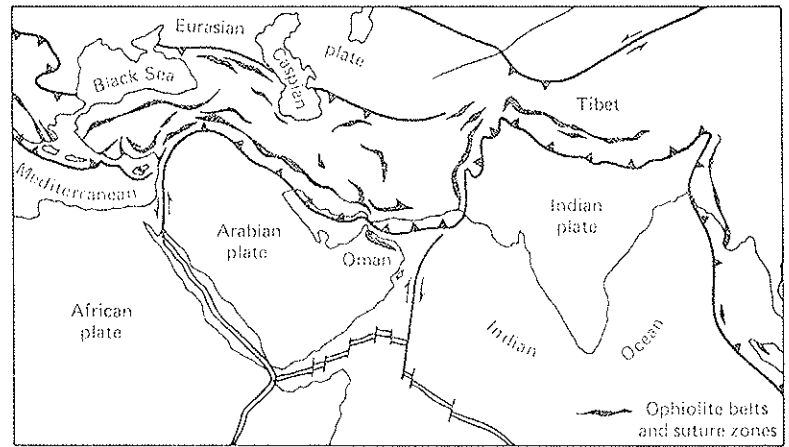 Eurasian
plate
Black Sea
Caspian
Tibet
Mediterranean
Arabian
plate
Indian
plate
Oman
African
plate
Indian
Ocean
Ophiolite belts
and suture zones